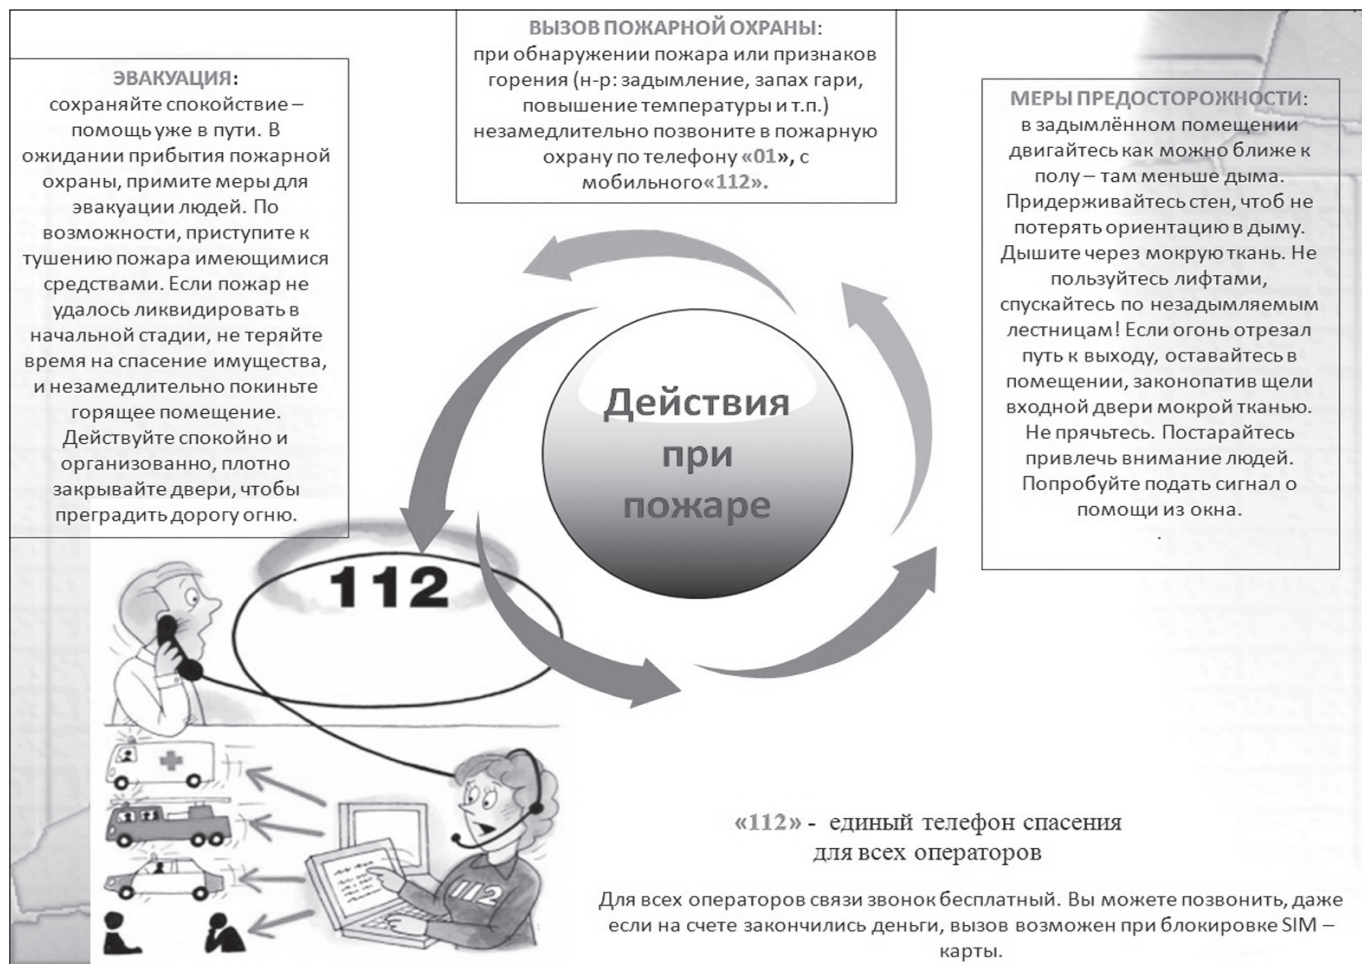 ВЫЗОВ ПОЖАРНОЙ ОХРАНЫ:
при обнаружении пожара или признаков
горения (н-р: задымление, запах гари,
повышение температуры и т.п.)
незамедлительно позвоните в пожарную
охрану по телефону «01», с
мобильного«112».
ЭВАКУАЦИЯ:
сохраняйте спокойствие –
помощь уже в пути. В
ожидании прибытия пожарной
охраны, примите меры для
эвакуации людей. По
возможности, приступите к
тушению пожара имеющимися
средствами. Если пожар не
удалось ликвидировать в
начальной стадии, не теряйте
время на спасение имущества,
и незамедлительно покиньте
горящее помещение.
Действуйте спокойно и
организованно, плотно
закрывайте двери, чтобы
преградить дорогу огню.
МЕРЫ ПРЕДОСТОРОЖНОСТИ:
в задымлённом помещении
двигайтесь как можно ближе к
полу – там меньше дыма.
Придерживайтесь стен, чтоб не
потерять ориентацию в дыму.
Дышите через мокрую ткань. Не
пользуйтесь лифтами,
спускайтесь по незадымляемым
лестницам! Если огонь отрезал
путь к выходу, оставайтесь в
помещении, законопатив щели
входной двери мокрой тканью.
Не прячьтесь. Постарайтесь
привлечь внимание людей.
Попробуйте подать сигнал о
помощи из окна.
.
Действия
при
пожаре
112
112
«112» - единый телефон спасения
для всех операторов
Для всех операторов связи звонок бесплатный. Вы можете позвонить, даже
если на счете закончились деньги, вызов возможен при блокировке SIM –
карты.